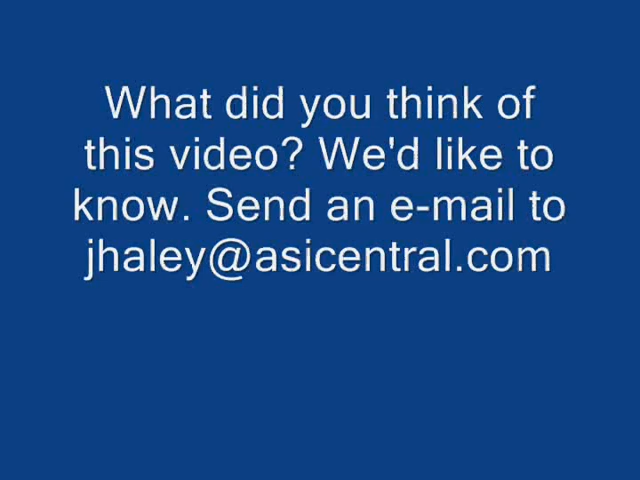 What did you think of
this video? We'd like to
know. Send an e-mail to
jhaley@asicentral.com